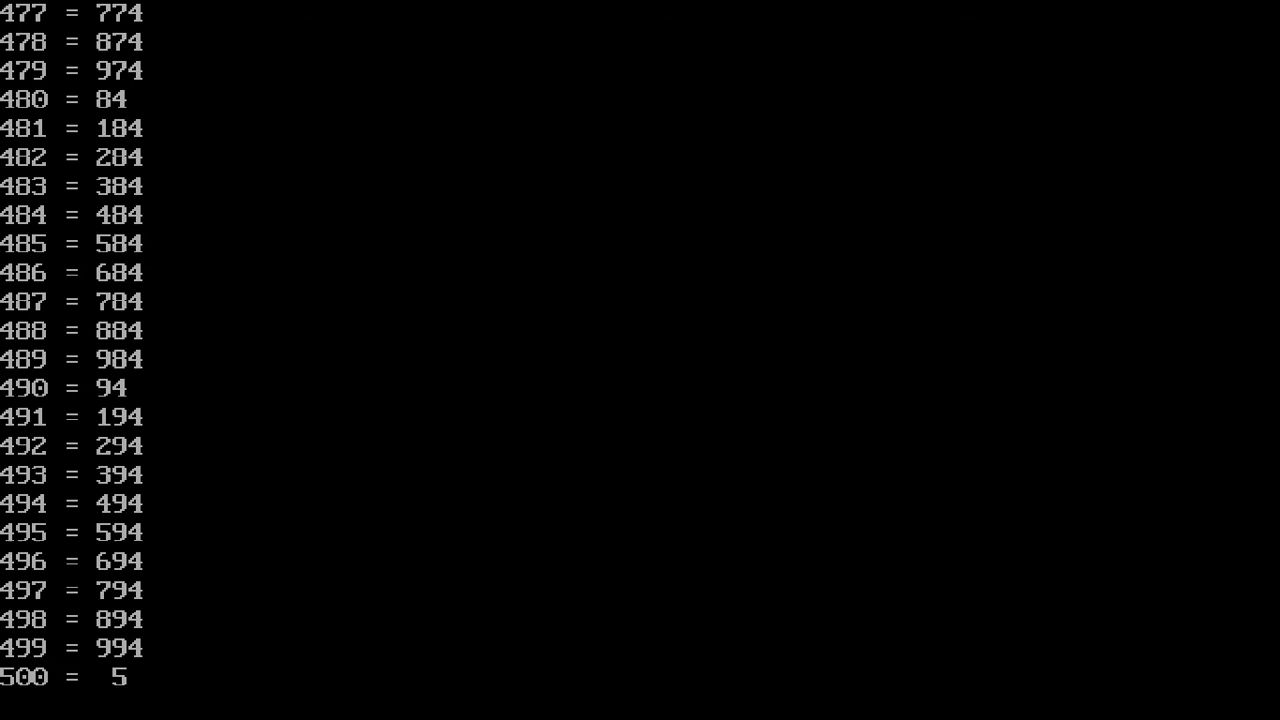 477 = 774
478 = 874
479 = 974
480 = 84
481 = 184
482 = 284
483 = 384
484 = 484
485 = 584
486 = 684
487 = 784
488 = 884
489 = 984
490 = 94
491 = 194
492 = 294
493 = 394
494 = 494
495 = 594
496 = 694
497 = 794
498 = 894
499 = 994
500 =  5